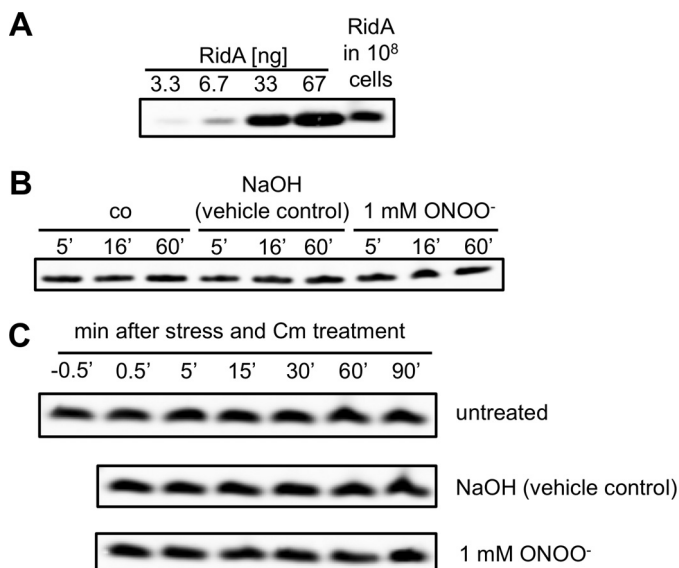 A
RidA [ng]
RidA
in 10⁸
cells
3.3 6.7 33 67
B
co
NaOH
(vehicle control)
1 mM ONOO⁻
5’ 16’ 60’ 5’ 16’ 60’ 5’ 16’ 60’
C
min after stress and Cm treatment
-0.5’ 0.5’ 5’ 15’ 30’ 60’ 90’
untreated
NaOH (vehicle control)
1 mM ONOO⁻